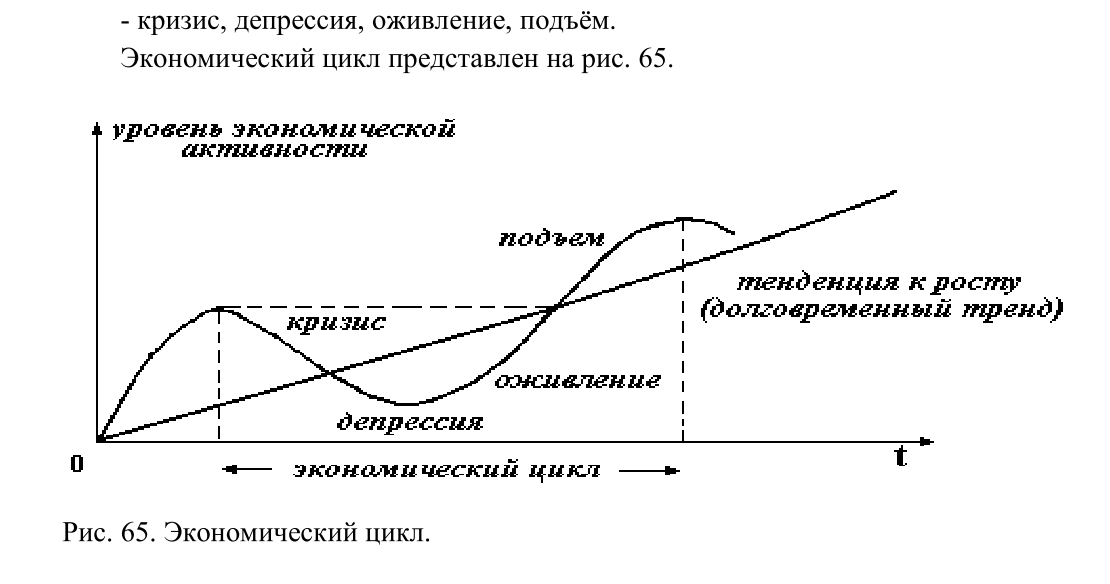 - кризис, депрессия, оживление, подъём.
Экономический цикл представлен на рис. 65.
уровень экономической
активности
подъем
тенденция к росту
(долговременный тренд)
кризис
оживление
депрессия
0
t
экономический цикл
Рис. 65. Экономический цикл.